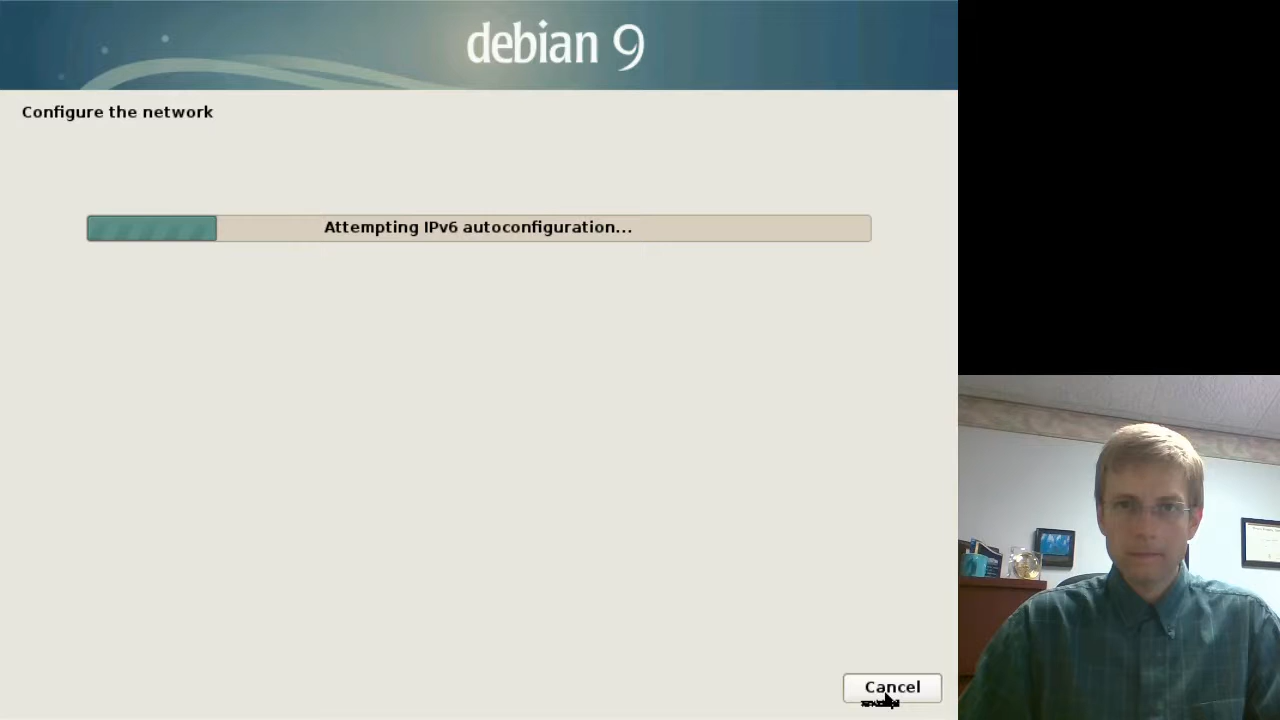 debian 9
Configure the network
Attempting IPv6 autoconfiguration...
Cancel